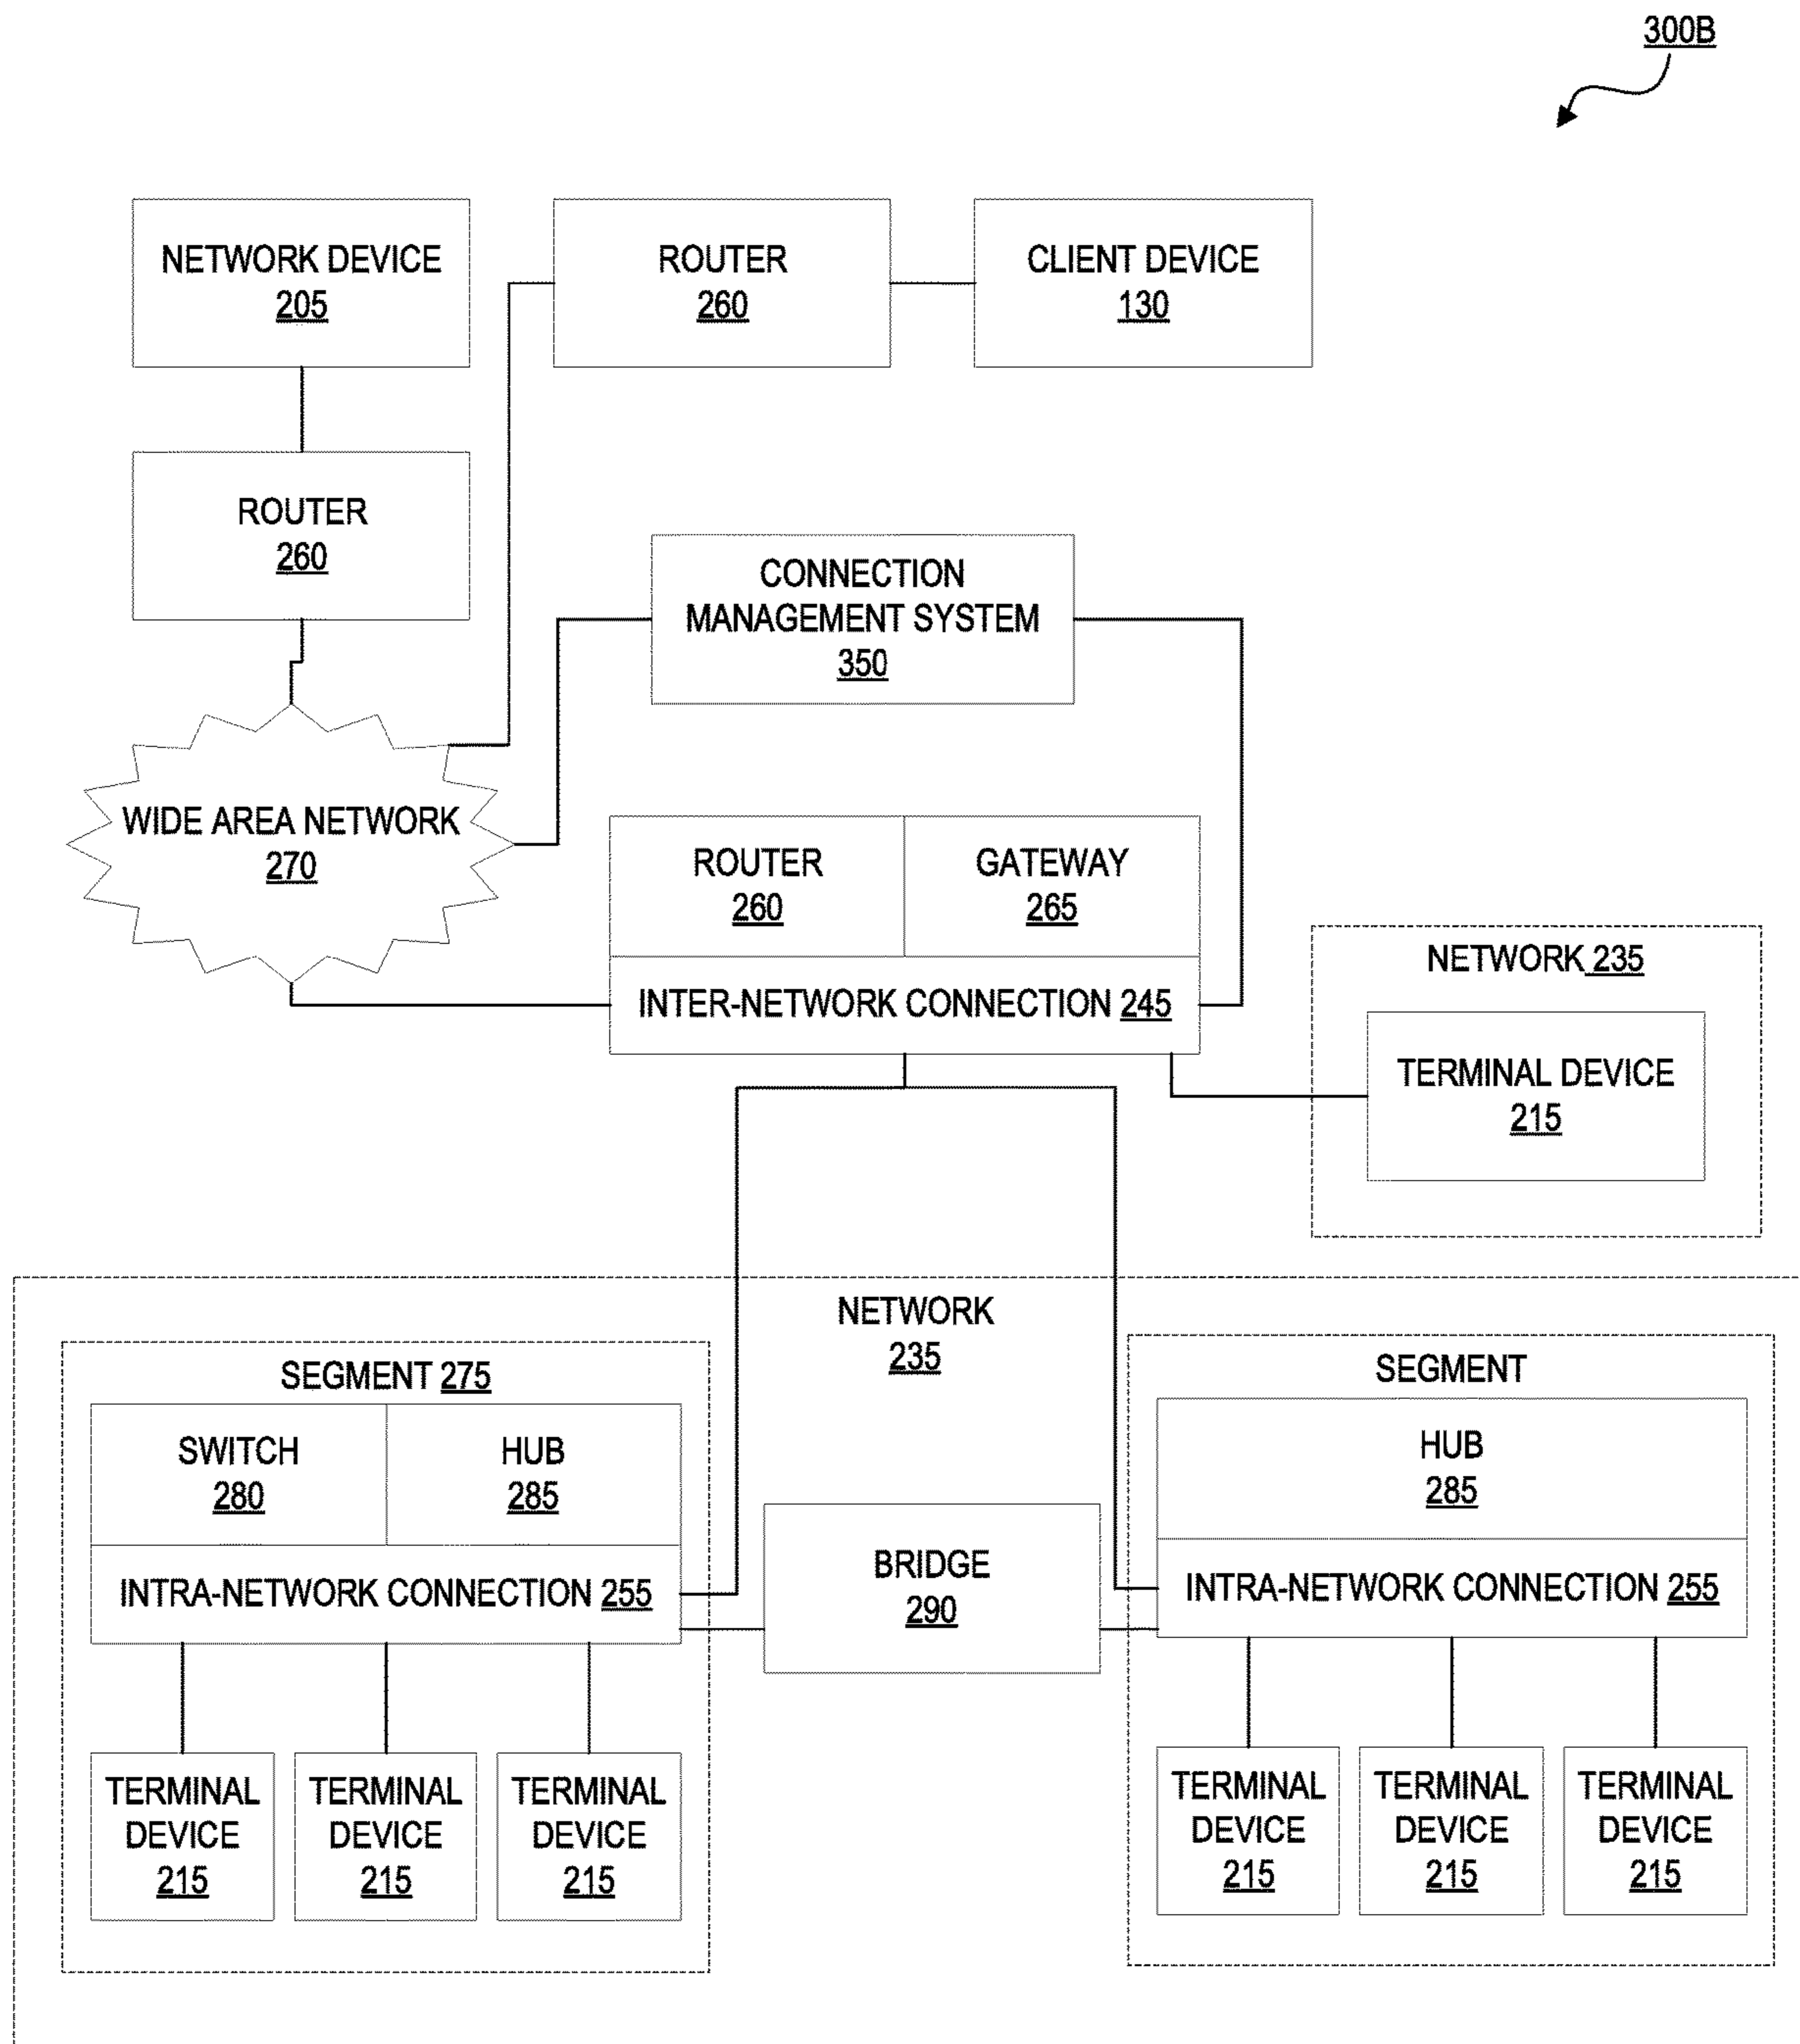 300B
NETWORK DEVICE
205
ROUTER
260
CLIENT DEVICE
130
ROUTER
260
CONNECTION
MANAGEMENT SYSTEM
350
WIDE AREA NETWORK
270
ROUTER
260
GATEWAY
265
INTER-NETWORK CONNECTION 245
NETWORK 235
TERMINAL DEVICE
215
NETWORK
235
SEGMENT 275
SWITCH
280
HUB
285
INTRA-NETWORK CONNECTION 255
TERMINAL
DEVICE
215
TERMINAL
DEVICE
215
TERMINAL
DEVICE
215
BRIDGE
290
SEGMENT
HUB
285
INTRA-NETWORK CONNECTION 255
TERMINAL
DEVICE
215
TERMINAL
DEVICE
215
TERMINAL
DEVICE
215